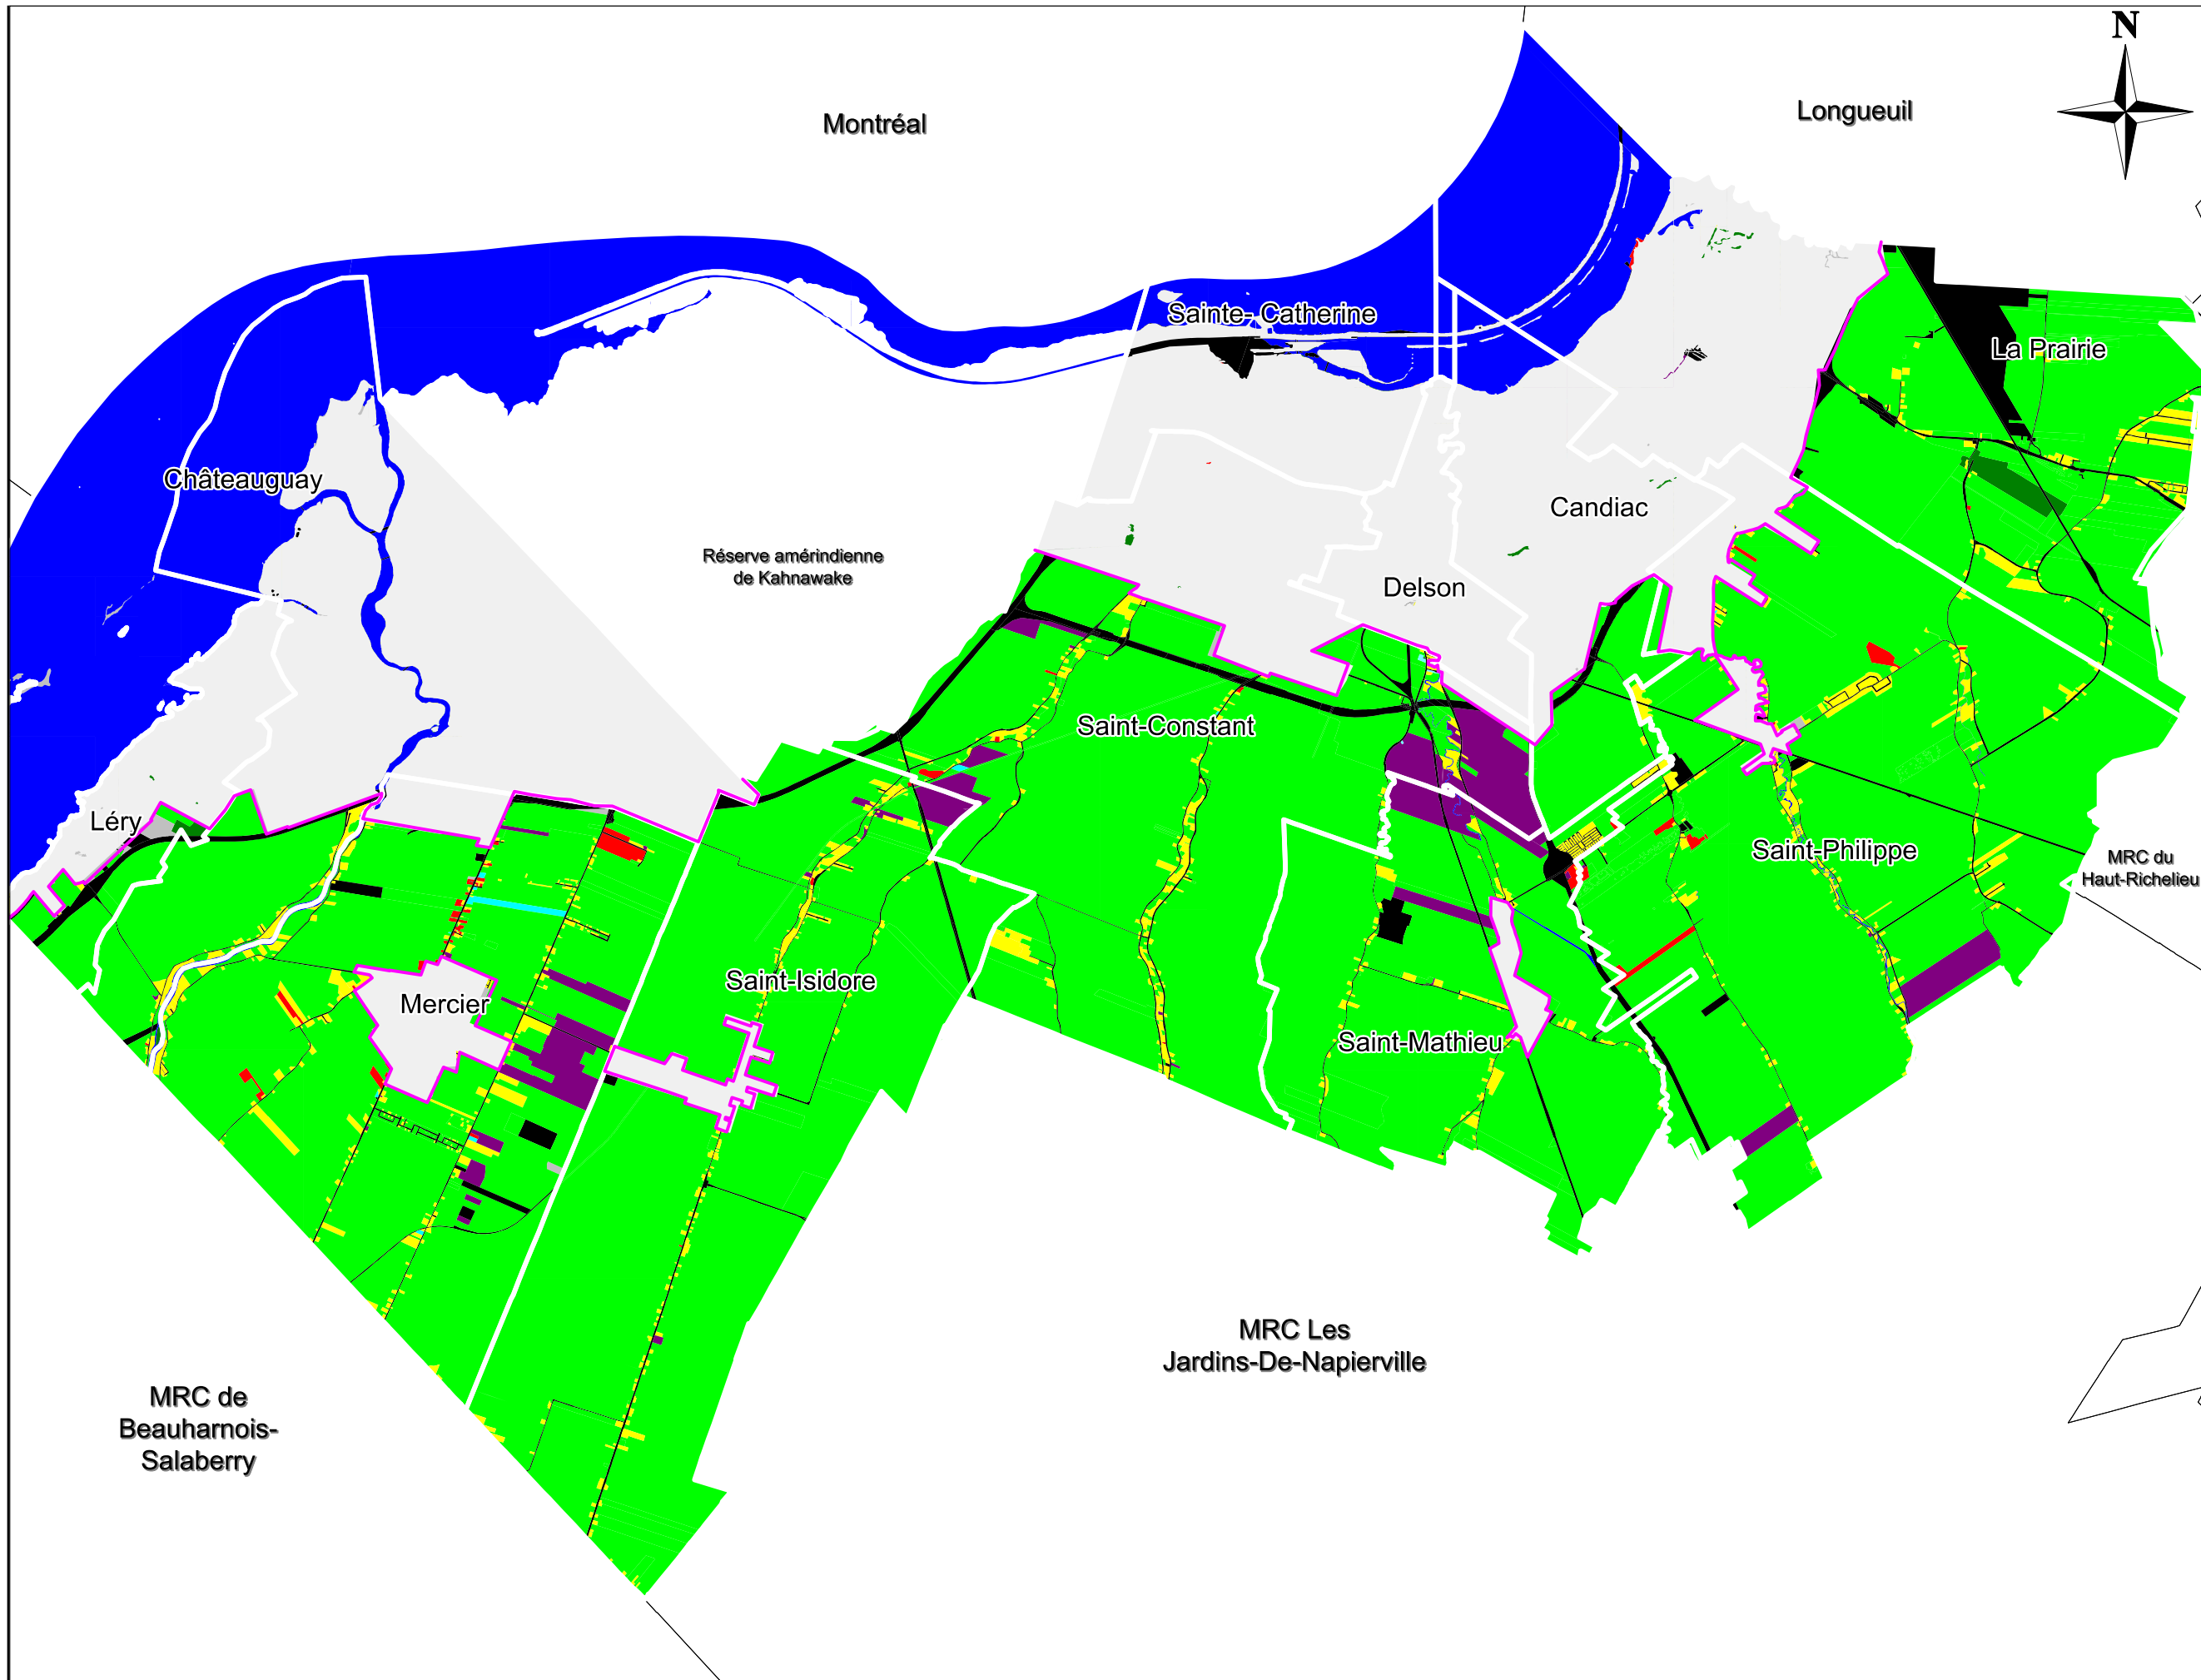 N
Montréal
Longueuil
Sainte- Catherine
La Prairie
Châteauguay
Candiac
Réserve amérindienne
de Kahnawake
Delson
Saint-Constant
Léry
Saint-Philippe
MRC du
Haut-Richelieu
Saint-Isidore
Mercier
Saint-Mathieu
MRC Les
Jardins-De-Napierville
MRC de
Beauharnois-
Salaberry